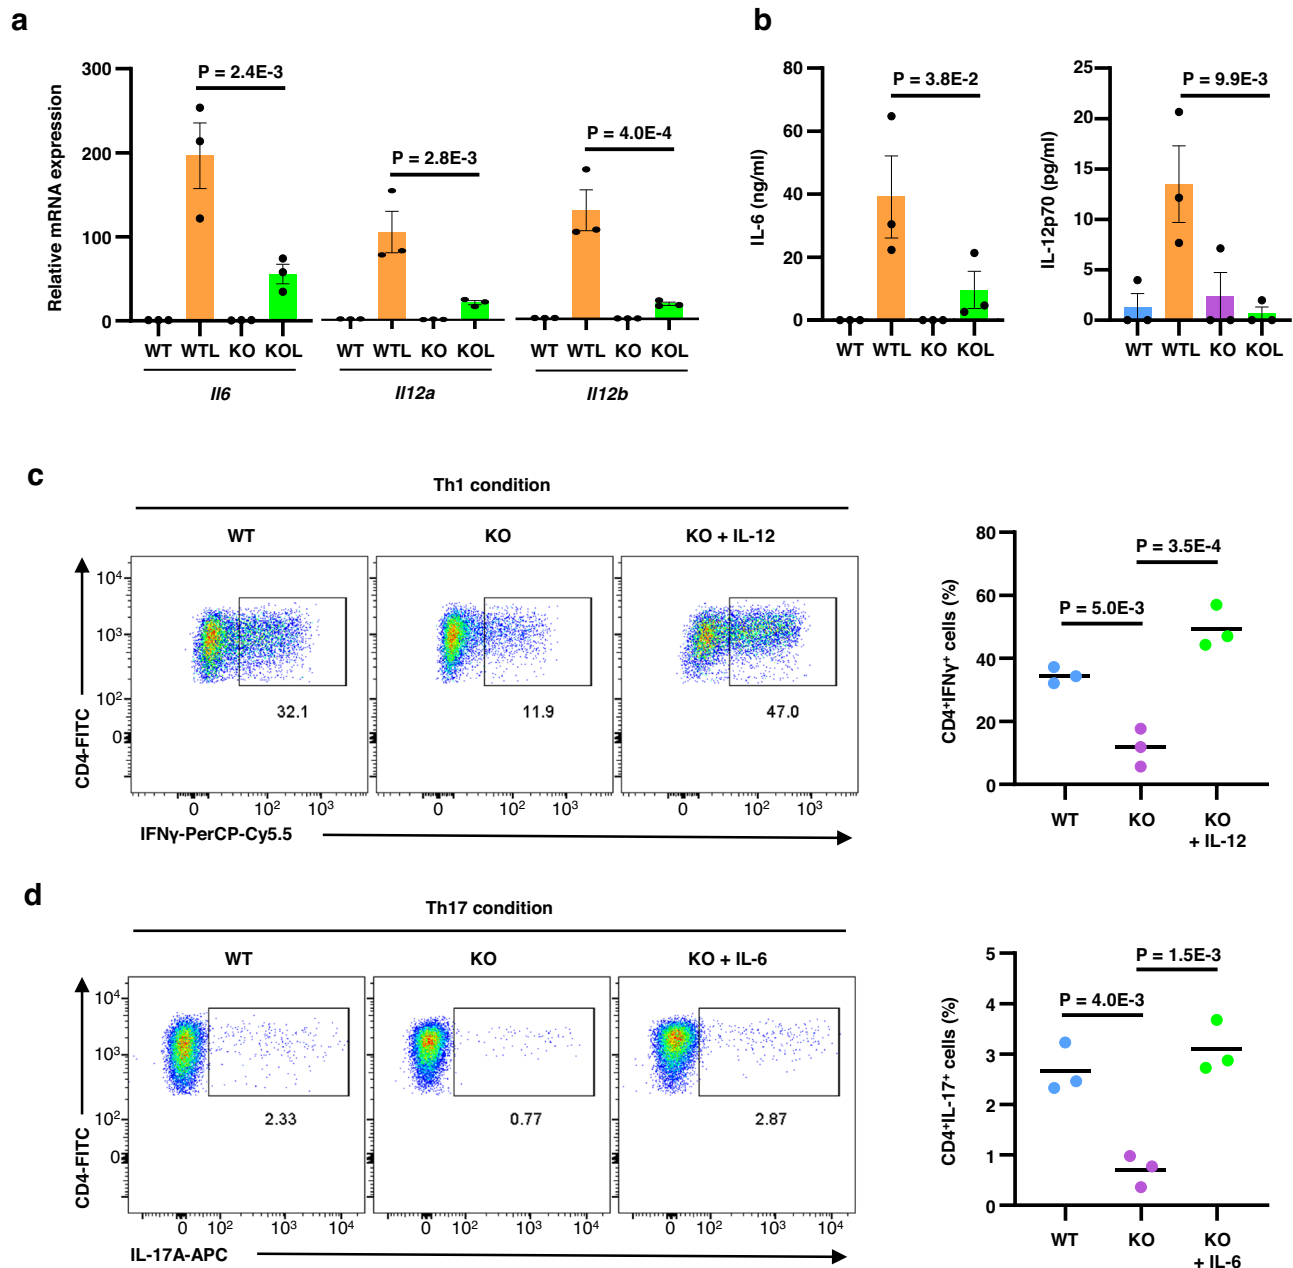 a
Relative mRNA expression
300
200
100
0
P = 2.4E-3
P = 2.8E-3
P = 4.0E-4
WT WTL KO KOL WT WTL KO KOL WT WTL KO KOL
Il6 Il12a Il12b
b
IL-6 (ng/ml)
80
60
40
20
0
P = 3.8E-2
WT WTL KO KOL
IL-12p70 (pg/ml)
25
20
15
10
5
0
P = 9.9E-3
WT WTL KO KOL
c
Th1 condition
WT KO KO + IL-12
CD4-FITC
10⁴
10³
10²
0
32.1 11.9 47.0
0 10² 10³ 0 10² 10³ 0 10² 10³
IFNγ-PerCP-Cy5.5
CD4⁺IFNγ⁺ cells (%)
80
60
40
20
0
P = 3.5E-4
P = 5.0E-3
WT KO KO
+ IL-12
d
Th17 condition
WT KO KO + IL-6
CD4-FITC
10⁴
10³
10²
0
2.33 0.77 2.87
0 10² 10³ 10⁴ 0 10² 10³ 10⁴ 0 10² 10³ 10⁴
IL-17A-APC
CD4⁺IL-17⁺ cells (%)
5
4
3
2
1
0
P = 1.5E-3
P = 4.0E-3
WT KO KO
+ IL-6